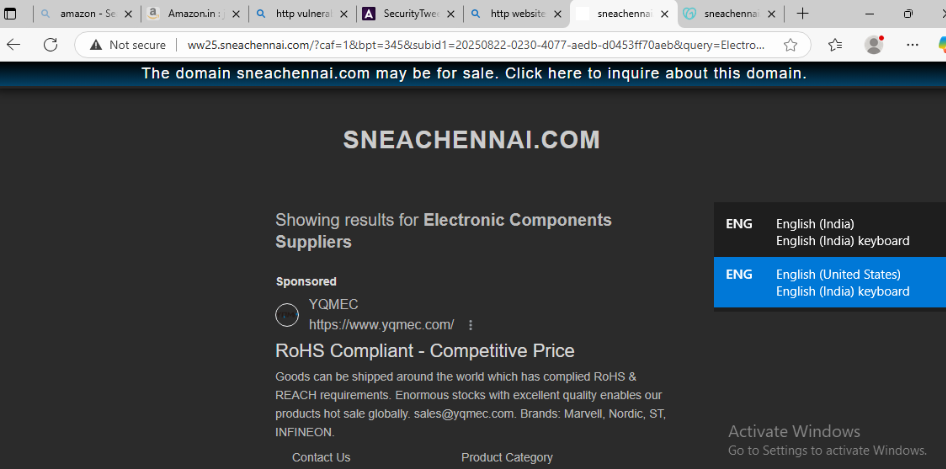 amazon - Se
Amazon.in :
http vulneral
SecurityTwee
http website
sneachennai.
sneachennai
Not secure
ww25.sneachennai.com/?caf=1&bpt=345&subid1=20250822-0230-4077-aedb-d0453ff70aeb&query=Electro...
The domain sneachennai.com may be for sale. Click here to inquire about this domain.
SNEACHENNAI.COM
Showing results for Electronic Components
Suppliers
ENG English (India)
English (India) keyboard
ENG English (United States)
English (India) keyboard
Sponsored
YQMEC
https://www.yqmec.com/
RoHS Compliant - Competitive Price
Goods can be shipped around the world which has complied RoHS &
REACH requirements. Enormous stocks with excellent quality enables our
products hot sale globally. sales@yqmec.com. Brands: Marvell, Nordic, ST,
INFINEON.
Contact Us Product Category
Activate Windows
Go to Settings to activate Windows.